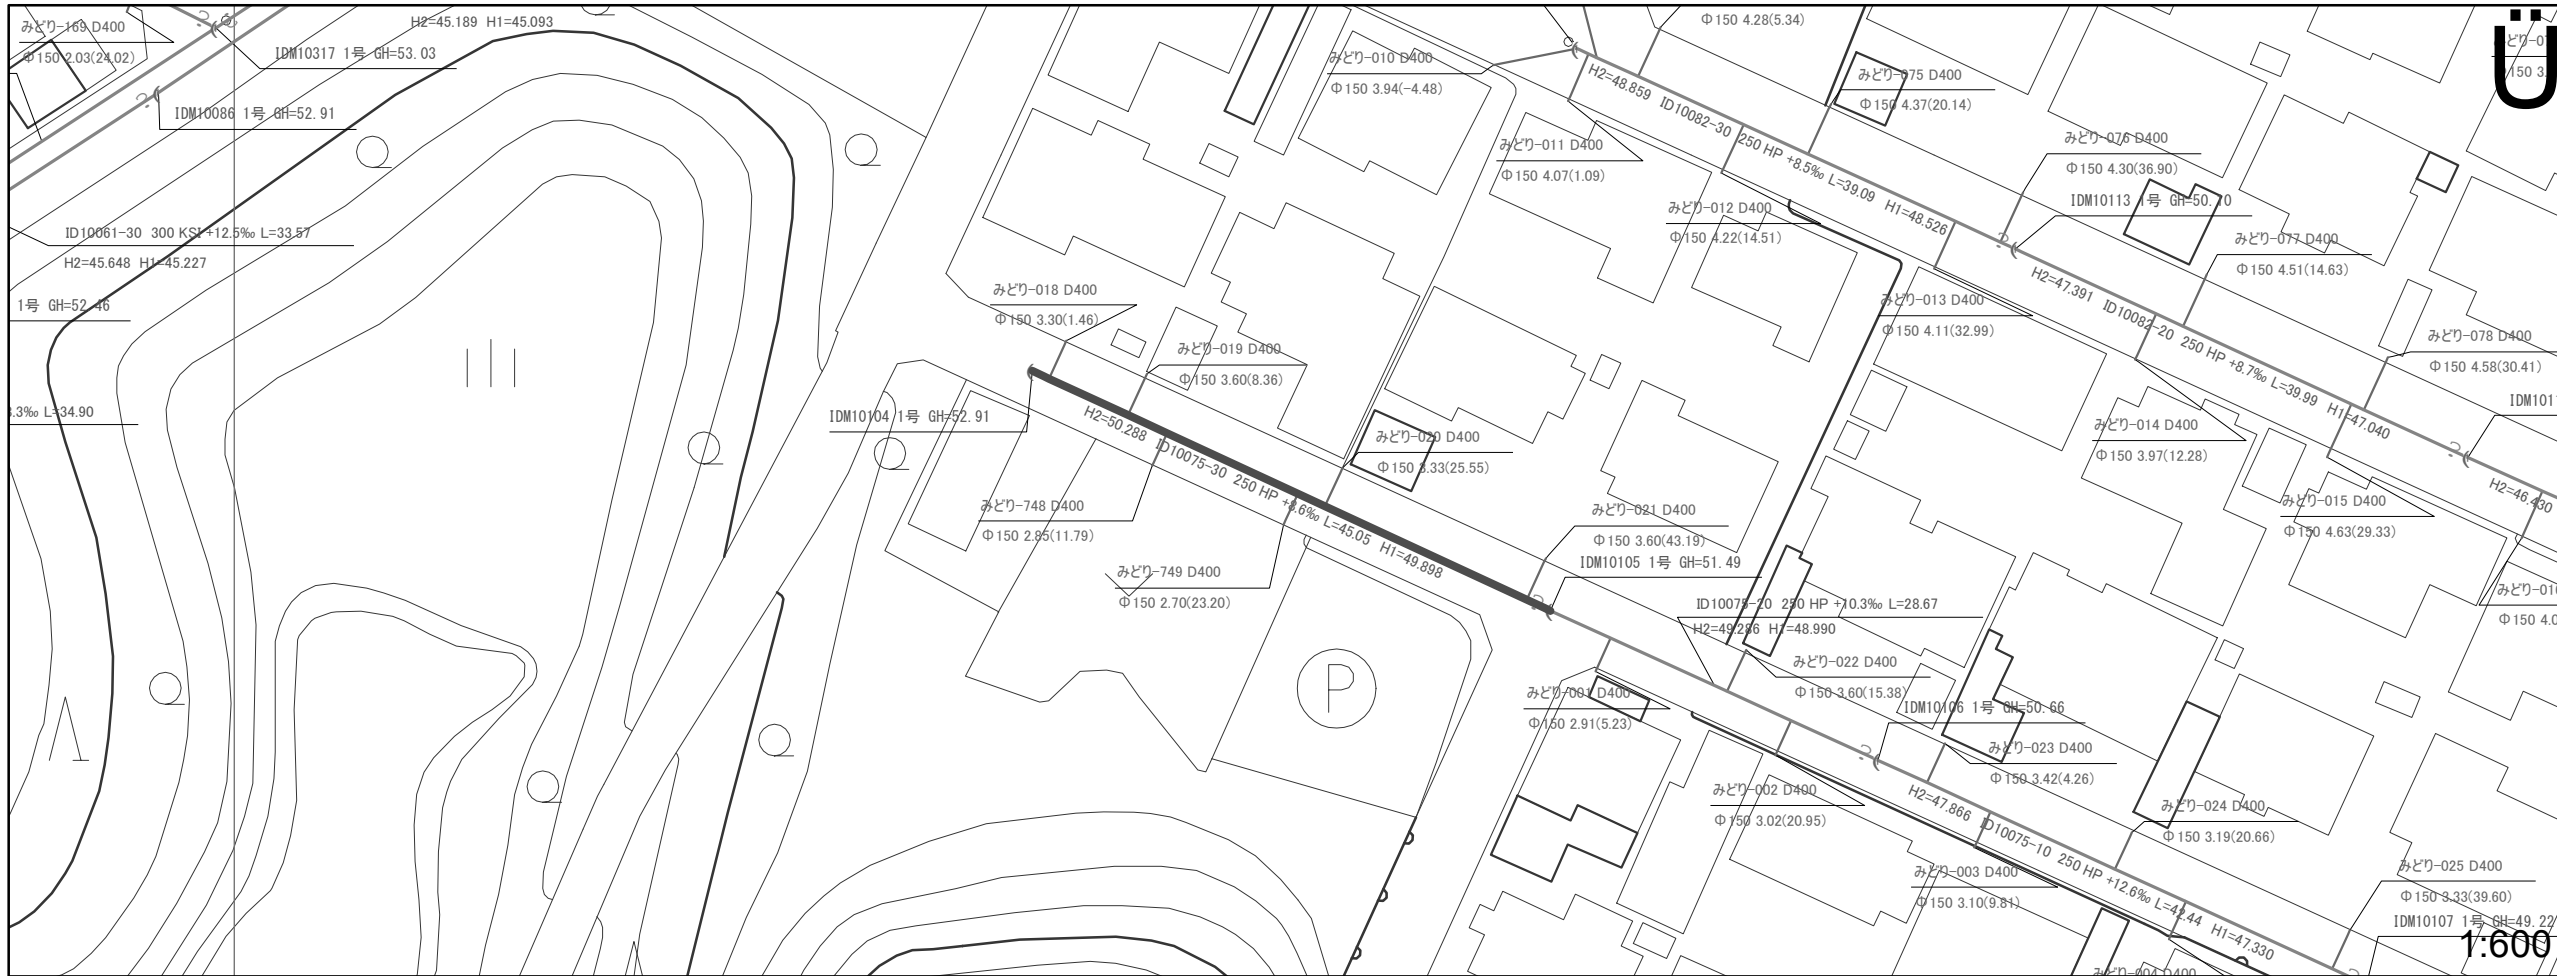 みどり-169 D400
Φ150 2.03(24.02)
H2=45.189 H1=45.093
IDM10317 1号 GH=53.03
IDM10086 1号 GH=52.91
ID10061-30 300 KSI +12.5‰ L=33.57
H2=45.648 H1=45.227
1号 GH=52.46
3.3‰ L=34.90
Φ150 4.28(5.34)
みどり-010 D400
Φ150 3.94(-4.48)
H2=48.859 ID10082-30 250 HP +8.5‰ L=39.09 H1=48.526
みどり-075 D400
Φ150 4.37(20.14)
みどり-011 D400
Φ150 4.07(1.09)
みどり-076 D400
Φ150 4.30(36.90)
IDM10113 1号 GH=50.70
みどり-012 D400
Φ150 4.22(14.51)
みどり-077 D400
Φ150 4.51(14.63)
H2=47.391 ID10082-20 250 HP +8.7‰ L=39.99 H1=47.040
みどり-018 D400
Φ150 3.30(1.46)
みどり-013 D400
Φ150 4.11(32.99)
みどり-078 D400
Φ150 4.58(30.41)
みどり-019 D400
Φ150 3.60(8.36)
IDM10104 1号 GH=52.91
H2=50.288 ID10075-30 250 HP +8.6‰ L=45.05 H1=49.898
みどり-020 D400
Φ150 3.33(25.55)
みどり-014 D400
Φ150 3.97(12.28)
H2=46.430
みどり-748 D400
Φ150 2.85(11.79)
みどり-021 D400
Φ150 3.60(43.19)
みどり-015 D400
Φ150 4.63(29.33)
IDM10105 1号 GH=51.49
みどり-749 D400
Φ150 2.70(23.20)
ID10075-20 250 HP +10.3‰ L=28.67
H2=49.286 H1=48.990
みどり-016
Φ150 4.0
みどり-022 D400
Φ150 3.60(15.38)
P
みどり-001 D400
Φ150 2.91(5.23)
IDM10106 1号 GH=50.66
みどり-023 D400
Φ150 3.42(4.26)
みどり-002 D400
Φ150 3.02(20.95)
H2=47.866 ID10075-10 250 HP +12.6‰ L=42.44 H1=47.330
みどり-024 D400
Φ150 3.19(20.66)
みどり-003 D400
Φ150 3.10(9.81)
みどり-025 D400
Φ150 3.33(39.60)
IDM10107 1号 GH=49.22
1:600
みどり-004 D400